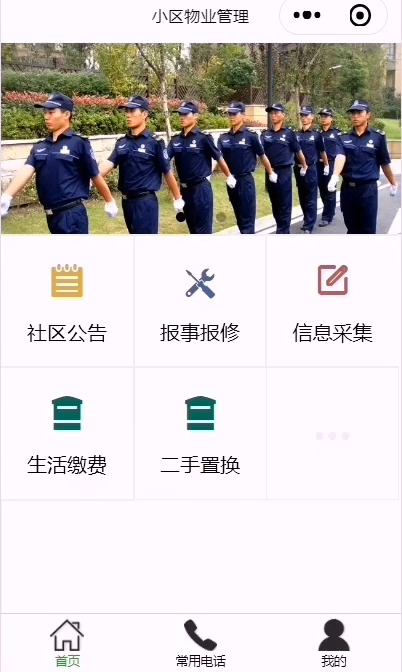 小区物业管理
社区公告
报事报修
信息采集
生活缴费
二手置换
首页
常用电话
我的